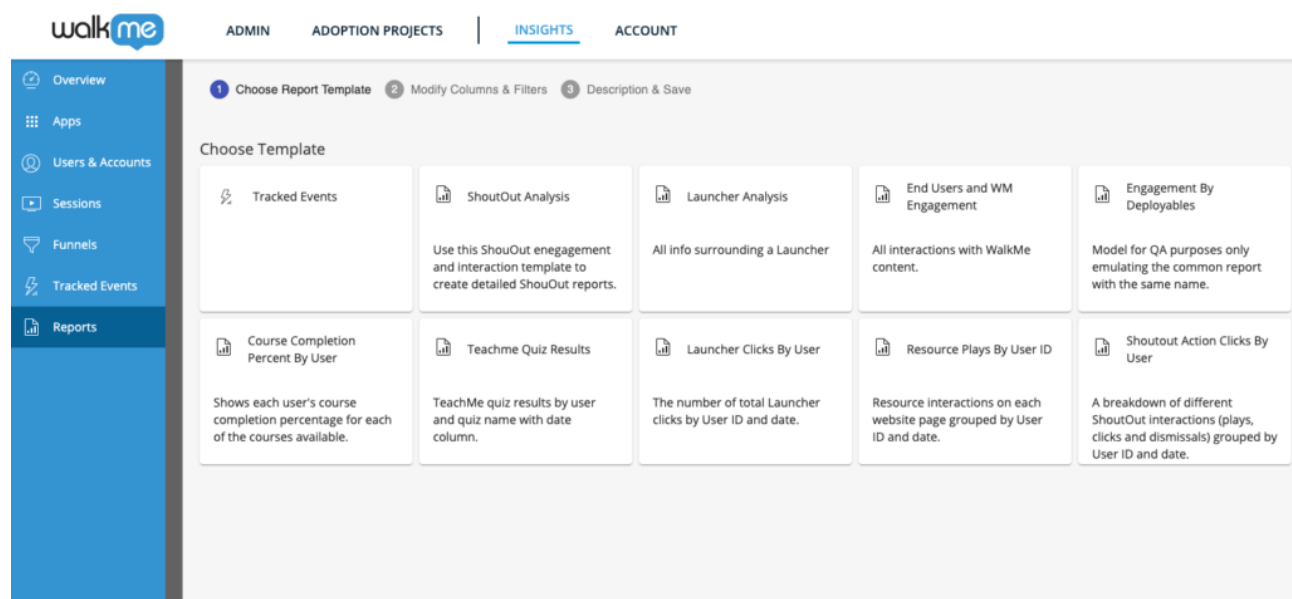 walkme
ADMIN ADOPTION PROJECTS INSIGHTS ACCOUNT
Overview
Apps
Users & Accounts
Sessions
Funnels
Tracked Events
Reports
1 Choose Report Template 2 Modify Columns & Filters 3 Description & Save
Choose Template
Tracked Events
ShoutOut Analysis
Use this ShouOut enegagement
and interaction template to
create detailed ShouOut reports.
Launcher Analysis
All info surrounding a Launcher
End Users and WM
Engagement
All interactions with WalkMe
content.
Engagement By
Deployables
Model for QA purposes only
emulating the common report
with the same name.
Course Completion
Percent By User
Shows each user's course
completion percentage for each
of the courses available.
Teachme Quiz Results
TeachMe quiz results by user
and quiz name with date
column.
Launcher Clicks By User
The number of total Launcher
clicks by User ID and date.
Resource Plays By User ID
Resource interactions on each
website page grouped by User
ID and date.
Shoutout Action Clicks By
User
A breakdown of different
ShoutOut interactions (plays,
clicks and dismissals) grouped by
User ID and date.